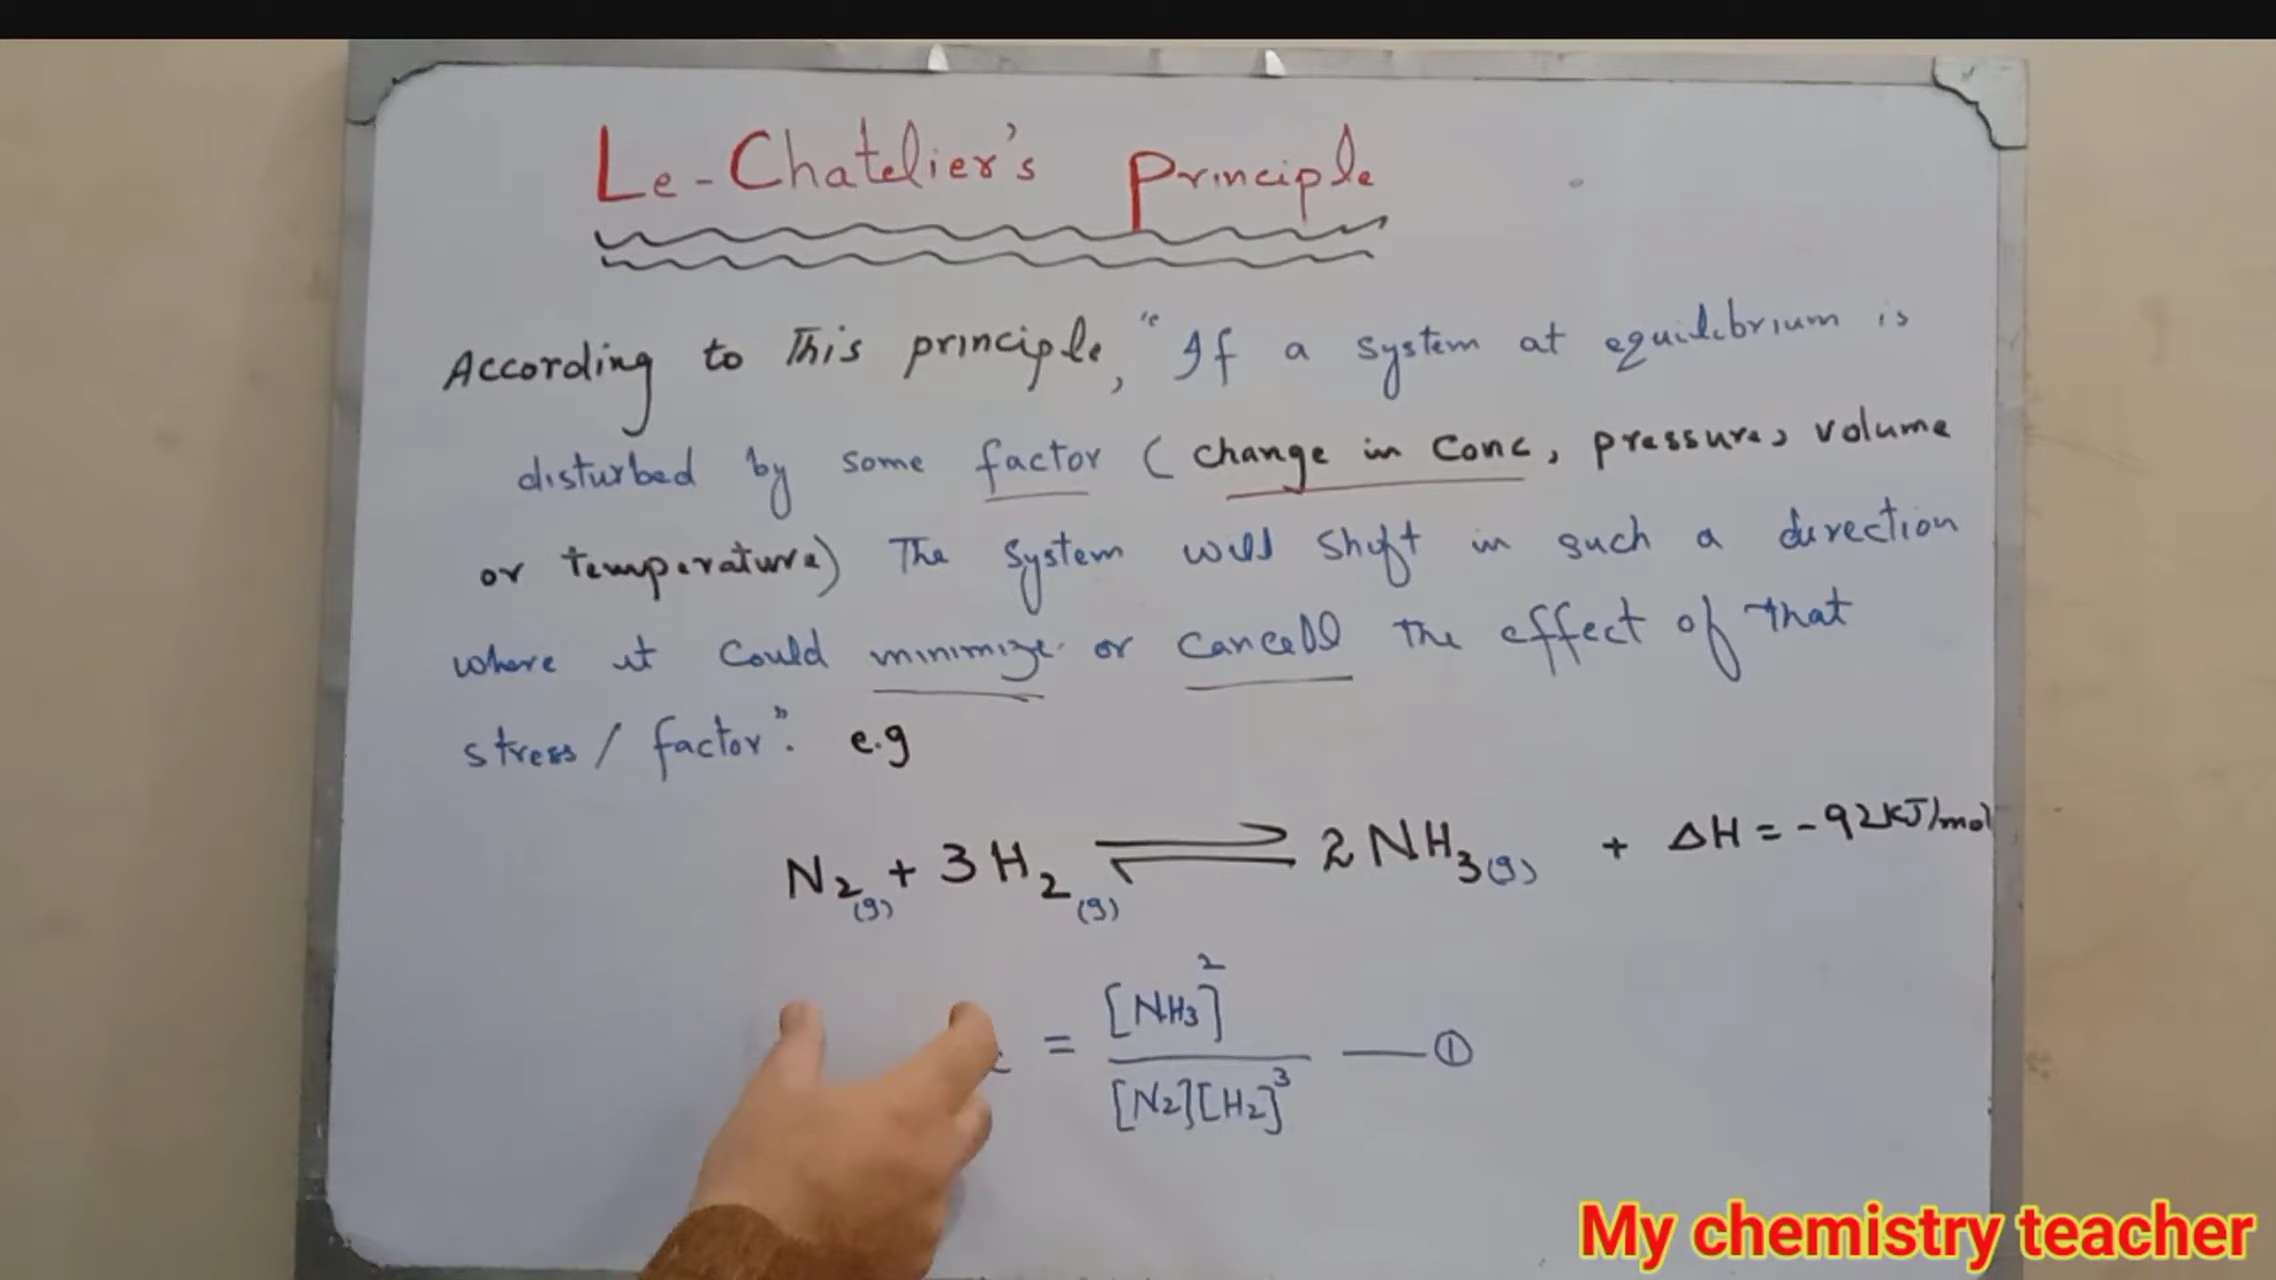 Le-Chatelier's Principle
According to This principle, "If a system at equilibrium is
disturbed by some factor (change in Conc, pressure, volume
or temperature) The system will shift in such a direction
where it could minimize or cancell the effect of that
stress/factor". e.g
N₂(g) + 3H₂(g) ⇌ 2NH₃(g) + ΔH = -92KJ/mol
= [NH₃]² / [N₂][H₂]³ — ①
My chemistry teacher